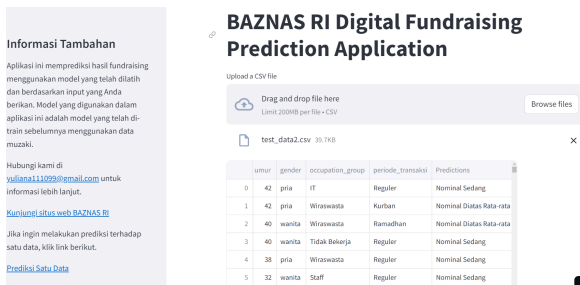 Informasi Tambahan
Aplikasi ini memprediksi hasil fundraising
menggunakan model yang telah dilatih
dan berdasarkan input yang Anda
berikan. Model yang digunakan dalam
aplikasi ini adalah model yang telah di-
train sebelumnya menggunakan data
muzaki.
Hubungi kami di
yuliana111099@gmail.com untuk
informasi lebih lanjut.
Kunjungi situs web BAZNAS RI
Jika ingin melakukan prediksi terhadap
satu data, klik link berikut.
Prediksi Satu Data
BAZNAS RI Digital Fundraising
Prediction Application
Upload a CSV file
Drag and drop file here
Limit 200MB per file • CSV
Browse files
test_data2.csv 39.7KB
umur gender occupation_group periode_transaksi Predictions
0 42 pria IT Reguler Nominal Sedang
1 42 pria Wiraswasta Kurban Nominal Diatas Rata-rata
2 40 wanita Wiraswasta Ramadhan Nominal Diatas Rata-rata
3 40 wanita Tidak Bekerja Reguler Nominal Sedang
4 38 pria Wiraswasta Reguler Nominal Sedang
5 32 wanita Staff Reguler Nominal Sedang